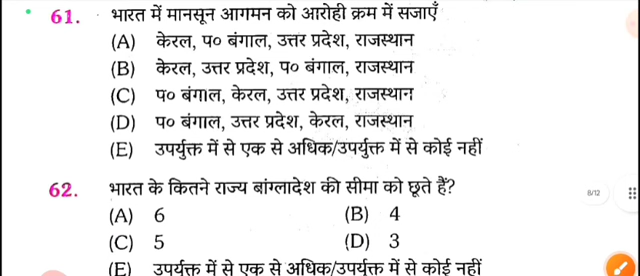 61. भारत में मानसून आगमन को आरोही क्रम में सजाएँ
(A) केरल, प० बंगाल, उत्तर प्रदेश, राजस्थान
(B) केरल, उत्तर प्रदेश, प० बंगाल, राजस्थान
(C) प० बंगाल, केरल, उत्तर प्रदेश, राजस्थान
(D) प० बंगाल, उत्तर प्रदेश, केरल, राजस्थान
(E) उपर्युक्त में से एक से अधिक/उपर्युक्त में से कोई नहीं
62. भारत के कितने राज्य बांग्लादेश की सीमा को छूते हैं?
8/12
(A) 6 (B) 4
(C) 5 (D) 3
(E) उपर्युक्त में से एक से अधिक/उपर्युक्त में से कोई नहीं